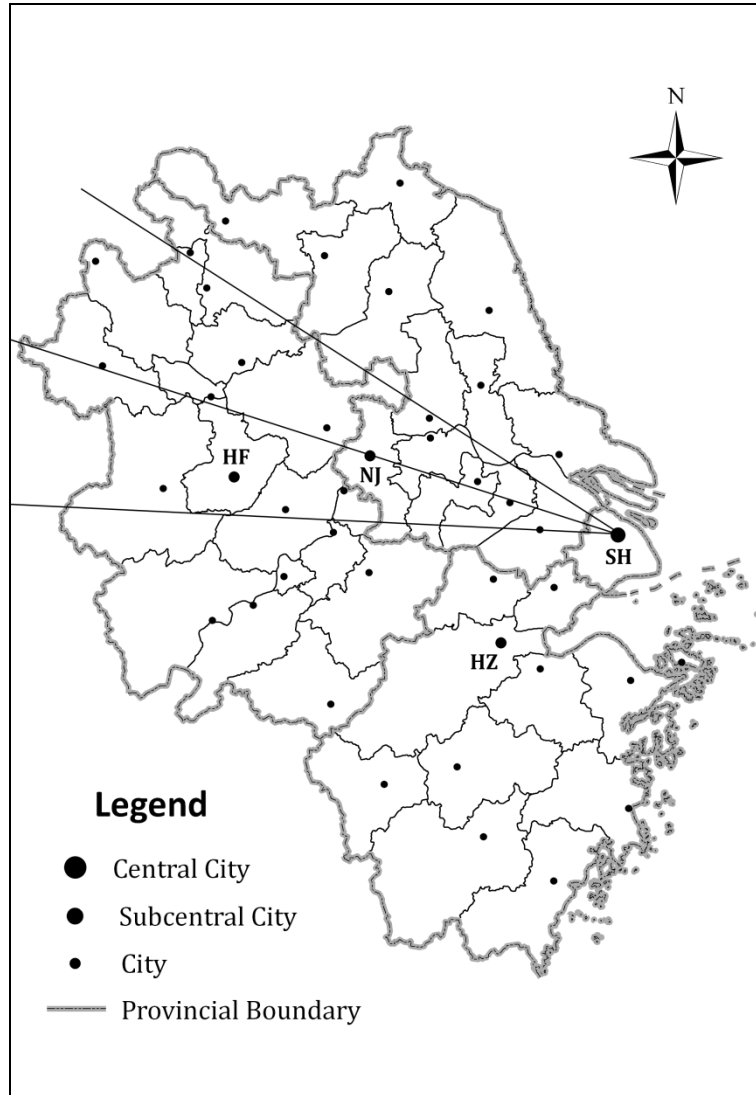 N
HF
NJ
SH
HZ
Legend
Central City
Subcentral City
City
Provincial Boundary